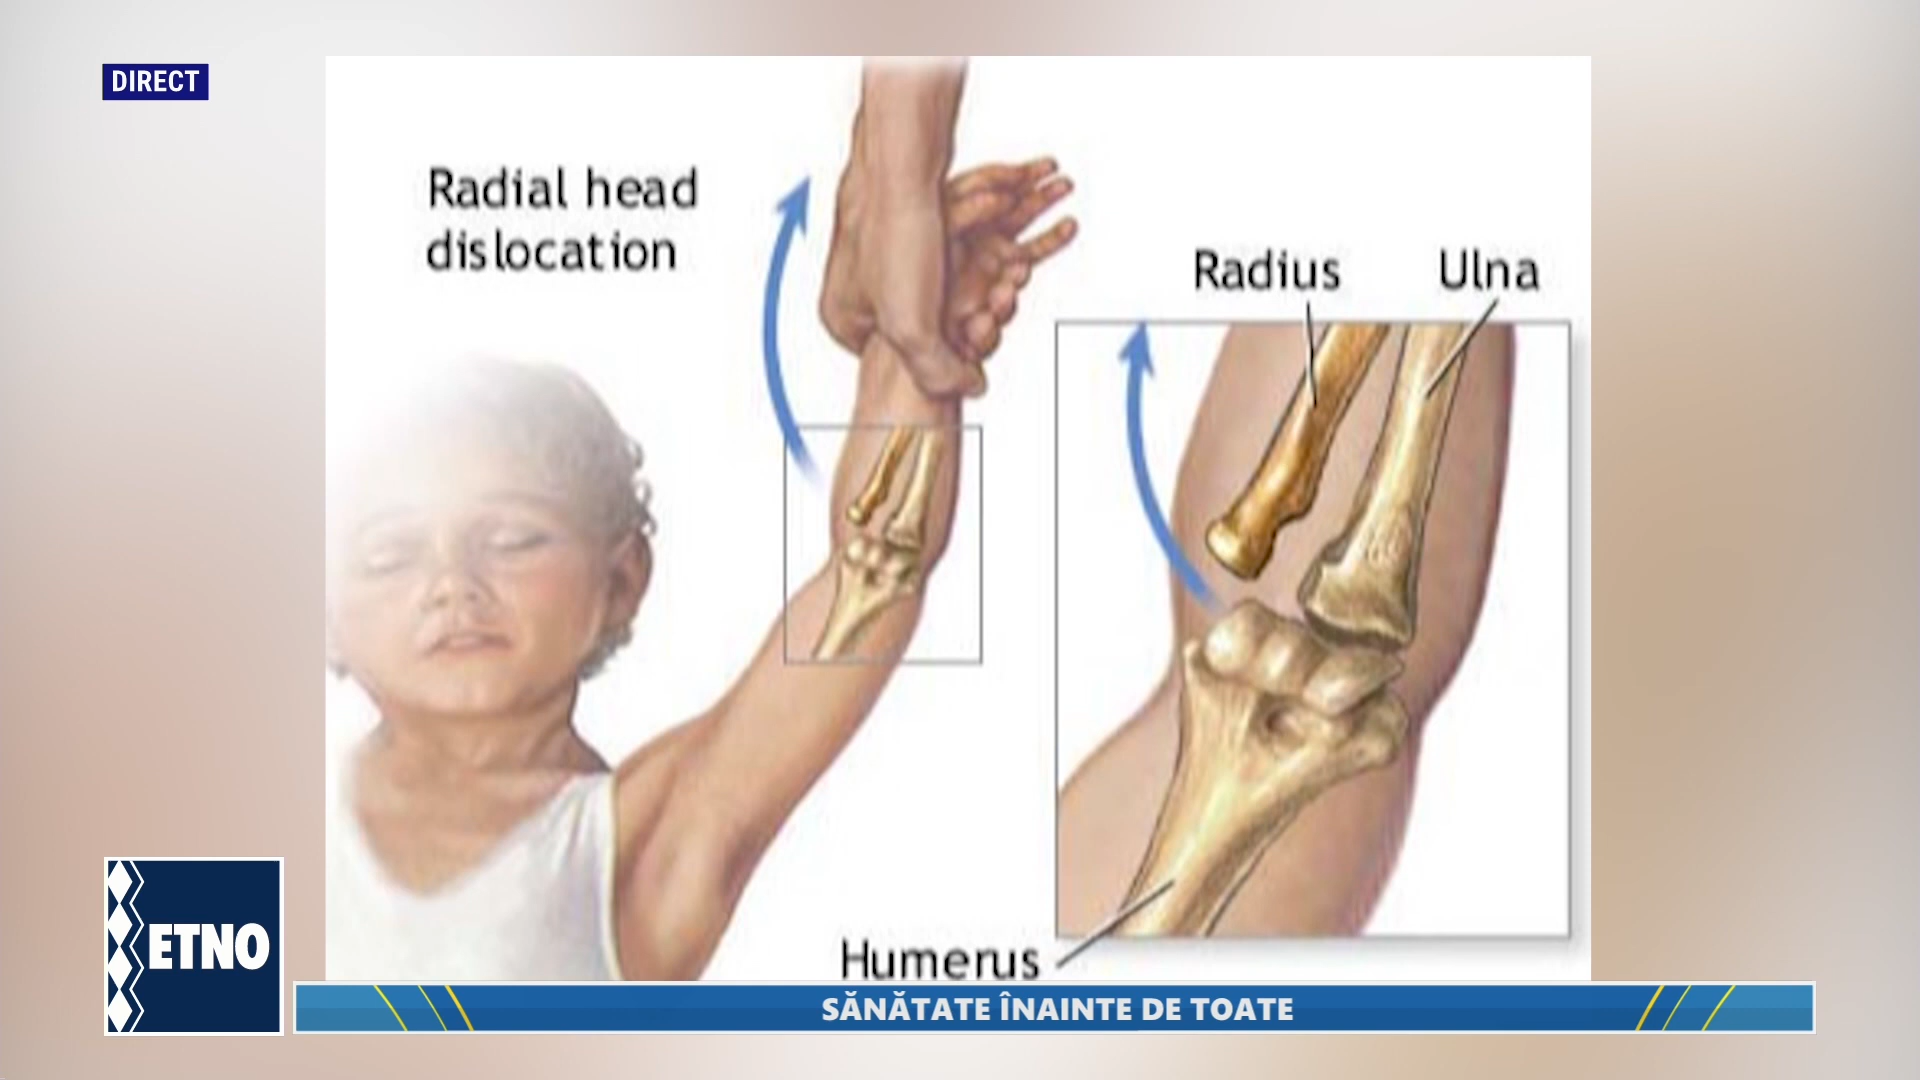 DIRECT
Radial head
dislocation
Radius
Ulna
Humerus
ETNO
SĂNĂTATE ÎNAINTE DE TOATE